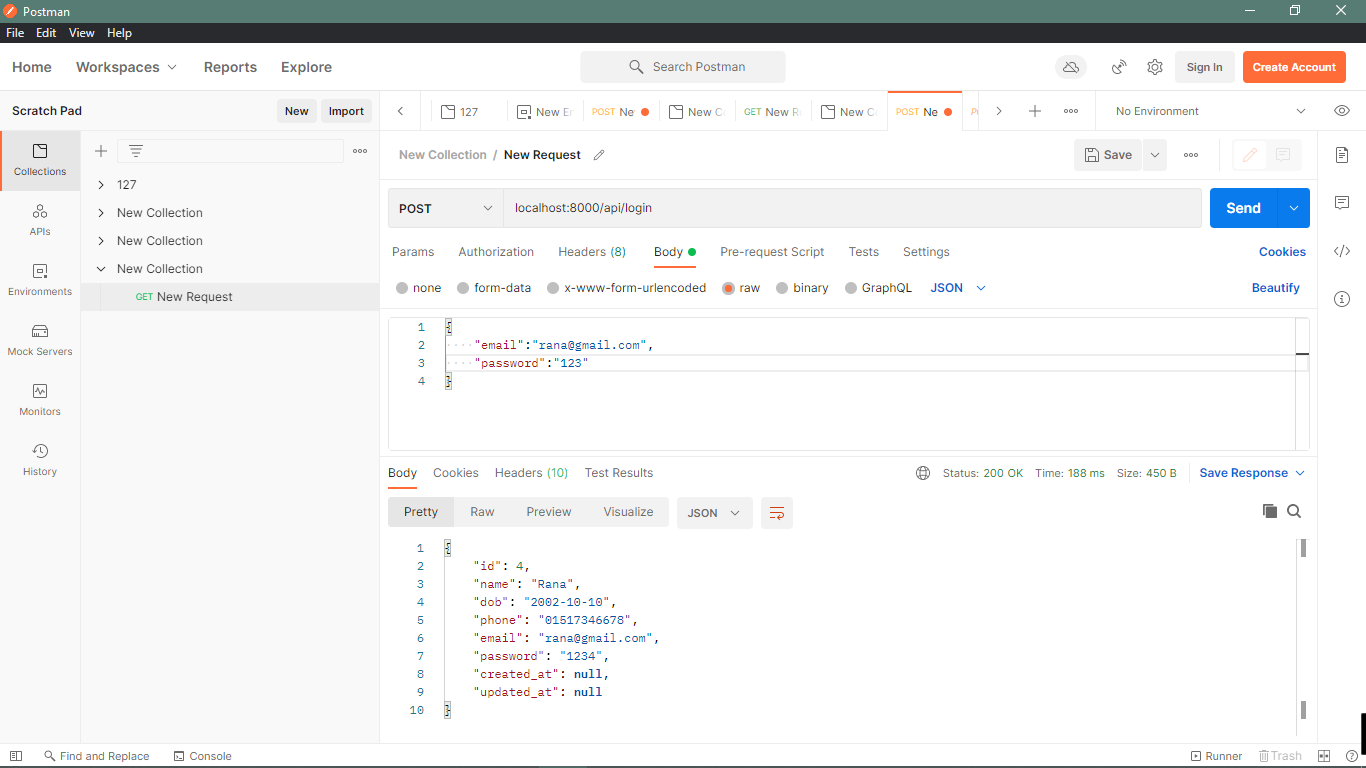 Postman
File Edit View Help
Home Workspaces Reports Explore Search Postman Sign In Create Account
Scratch Pad New Import
127 New En POST Ne New Co GET New R New Co POST Ne No Environment
Collections
APIs
Environments
Mock Servers
Monitors
History
127
New Collection
New Collection
New Collection
GET New Request
New Collection / New Request Save
POST localhost:8000/api/login Send
Params Authorization Headers (8) Body Pre-request Script Tests Settings Cookies
none form-data x-www-form-urlencoded raw binary GraphQL JSON Beautify
1 {
2 "email":"rana@gmail.com",
3 "password":"123"
4 }
Body Cookies Headers (10) Test Results Status: 200 OK Time: 188 ms Size: 450 B Save Response
Pretty Raw Preview Visualize JSON
1 {
2 "id": 4,
3 "name": "Rana",
4 "dob": "2002-10-10",
5 "phone": "01517346678",
6 "email": "rana@gmail.com",
7 "password": "1234",
8 "created_at": null,
9 "updated_at": null
10 }
Find and Replace Console Runner Trash